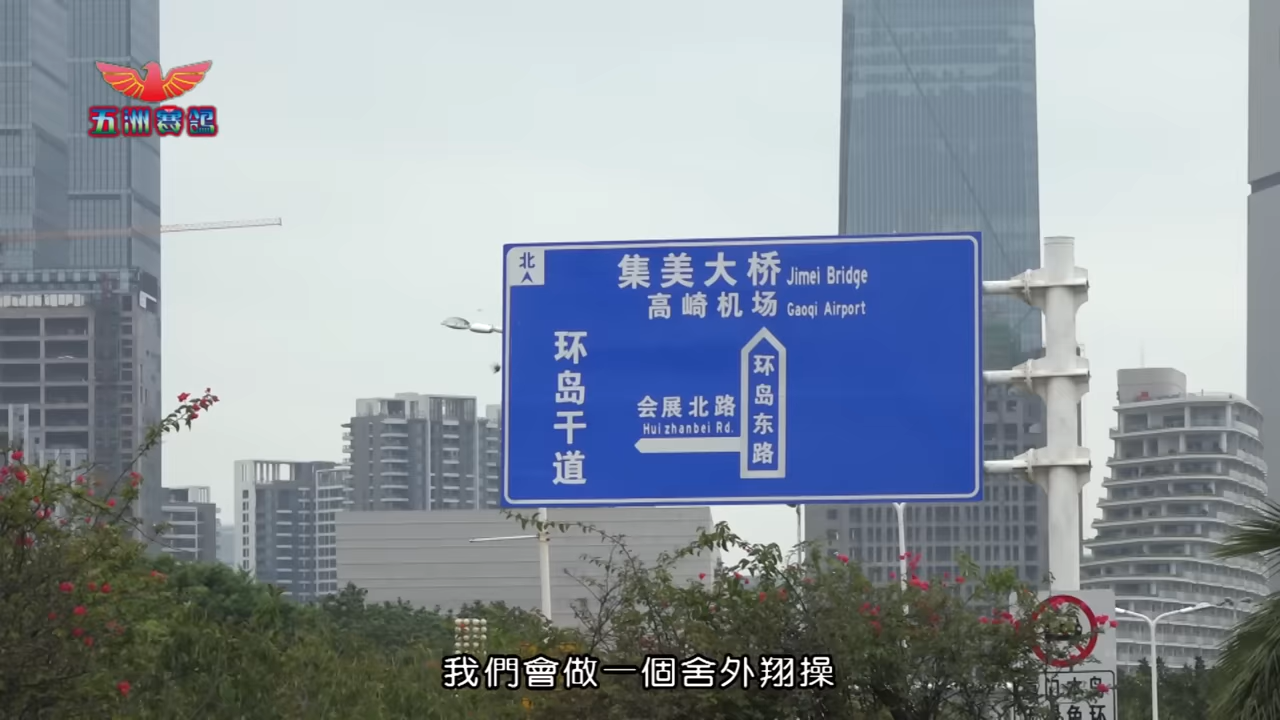 五洲赛鸽
北
集美大桥 Jimei Bridge
高崎机场 Gaoqi Airport
环岛干道
会展北路
Huizhanbei Rd.
环岛东路
我們會做一個舍外翔操